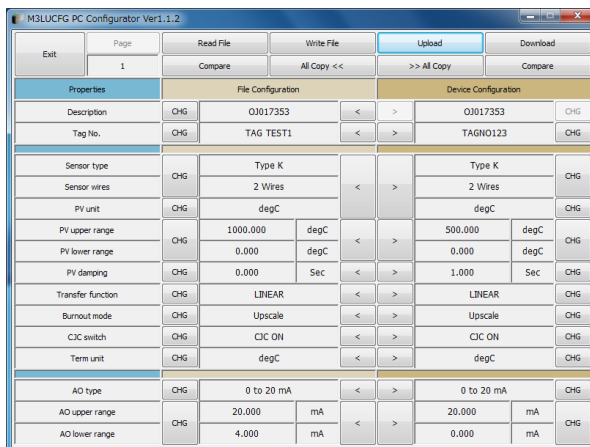 M3LUCFG PC Configurator Ver1.1.2
Exit Page Read File Write File Upload Download
1 Compare All Copy << >> All Copy Compare
Properties File Configuration Device Configuration
Description CHG OJ017353 < > OJ017353 CHG
Tag No. CHG TAG TEST1 < > TAGNO123 CHG
Sensor type CHG Type K < > Type K CHG
Sensor wires 2 Wires 2 Wires
PV unit CHG degC degC CHG
PV upper range CHG 1000.000 degC < > 500.000 degC CHG
PV lower range 0.000 degC 0.000 degC
PV damping CHG 0.000 Sec < > 1.000 Sec CHG
Transfer function CHG LINEAR < > LINEAR CHG
Burnout mode CHG Upscale < > Upscale CHG
CJC switch CHG CJC ON < > CJC ON CHG
Term unit CHG degC < > degC CHG
AO type CHG 0 to 20 mA < > 0 to 20 mA CHG
AO upper range CHG 20.000 mA < > 20.000 mA CHG
AO lower range 4.000 mA 0.000 mA